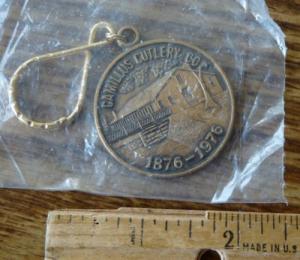 CAMILLUS CUTLERY CO
1876-1976
2
MADE IN U.S